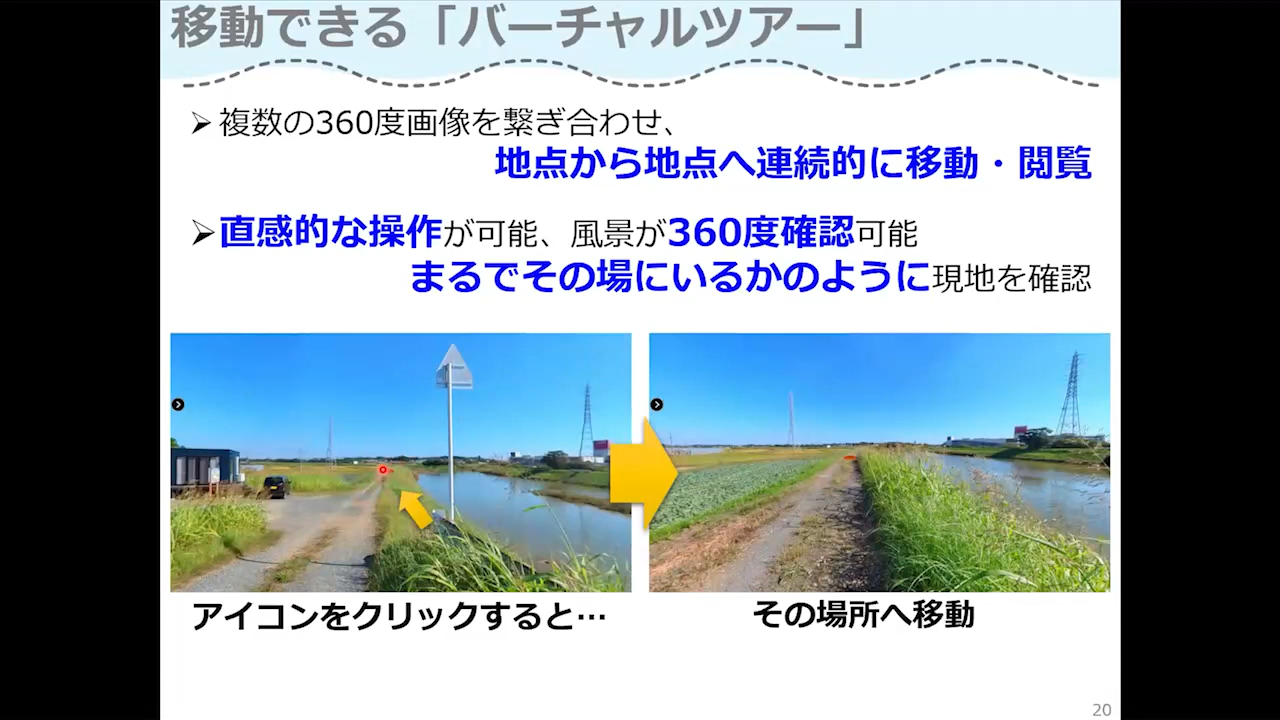 移動できる「バーチャルツアー」
➢複数の360度画像を繋ぎ合わせ、
地点から地点へ連続的に移動・閲覧
➢直感的な操作が可能、風景が360度確認可能
まるでその場にいるかのように現地を確認
アイコンをクリックすると…
その場所へ移動
20